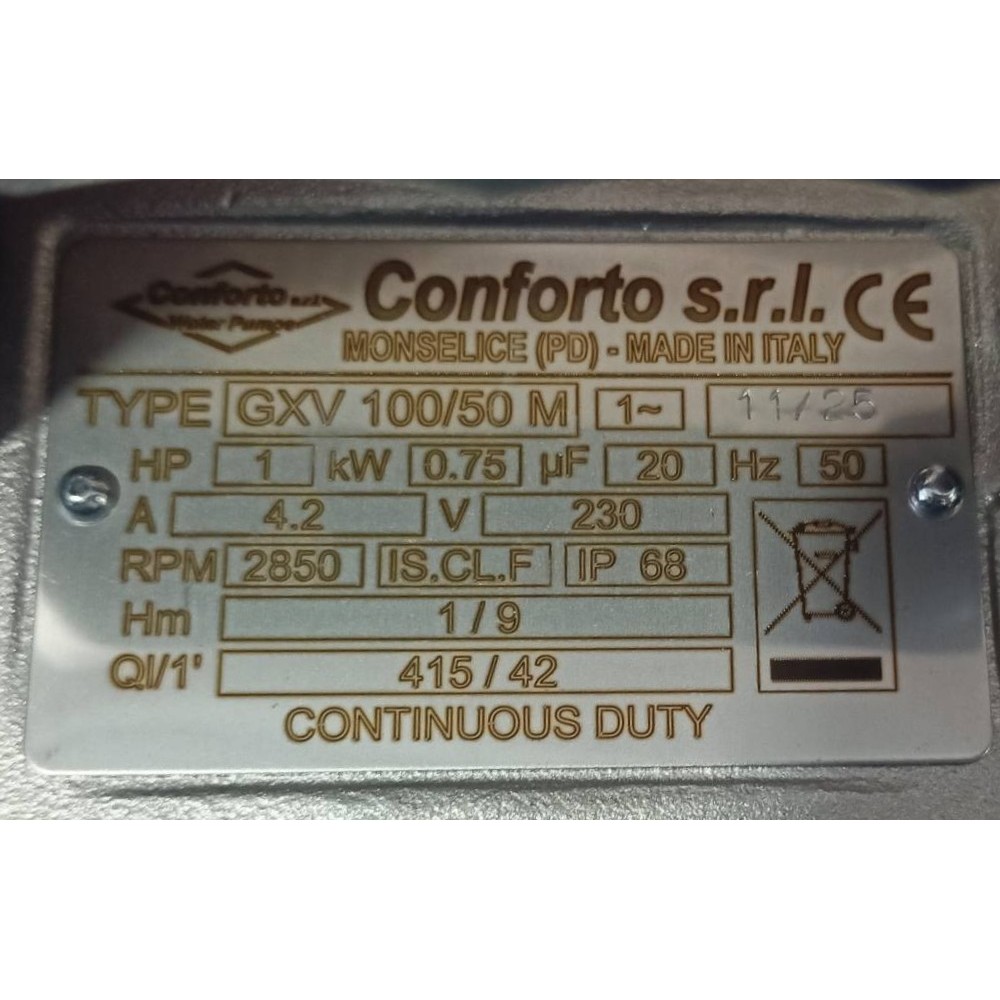 Conforto s.r.l.
Water Pumps
Conforto s.r.l. CE
MONSELICE (PD) - MADE IN ITALY
TYPE GXV 100/50 M 1~ 11/25
HP 1 kW 0.75 µF 20 Hz 50
A 4.2 V 230
RPM 2850 IS.CL.F IP 68
Hm 1 / 9
Ql/1' 415 / 42
CONTINUOUS DUTY